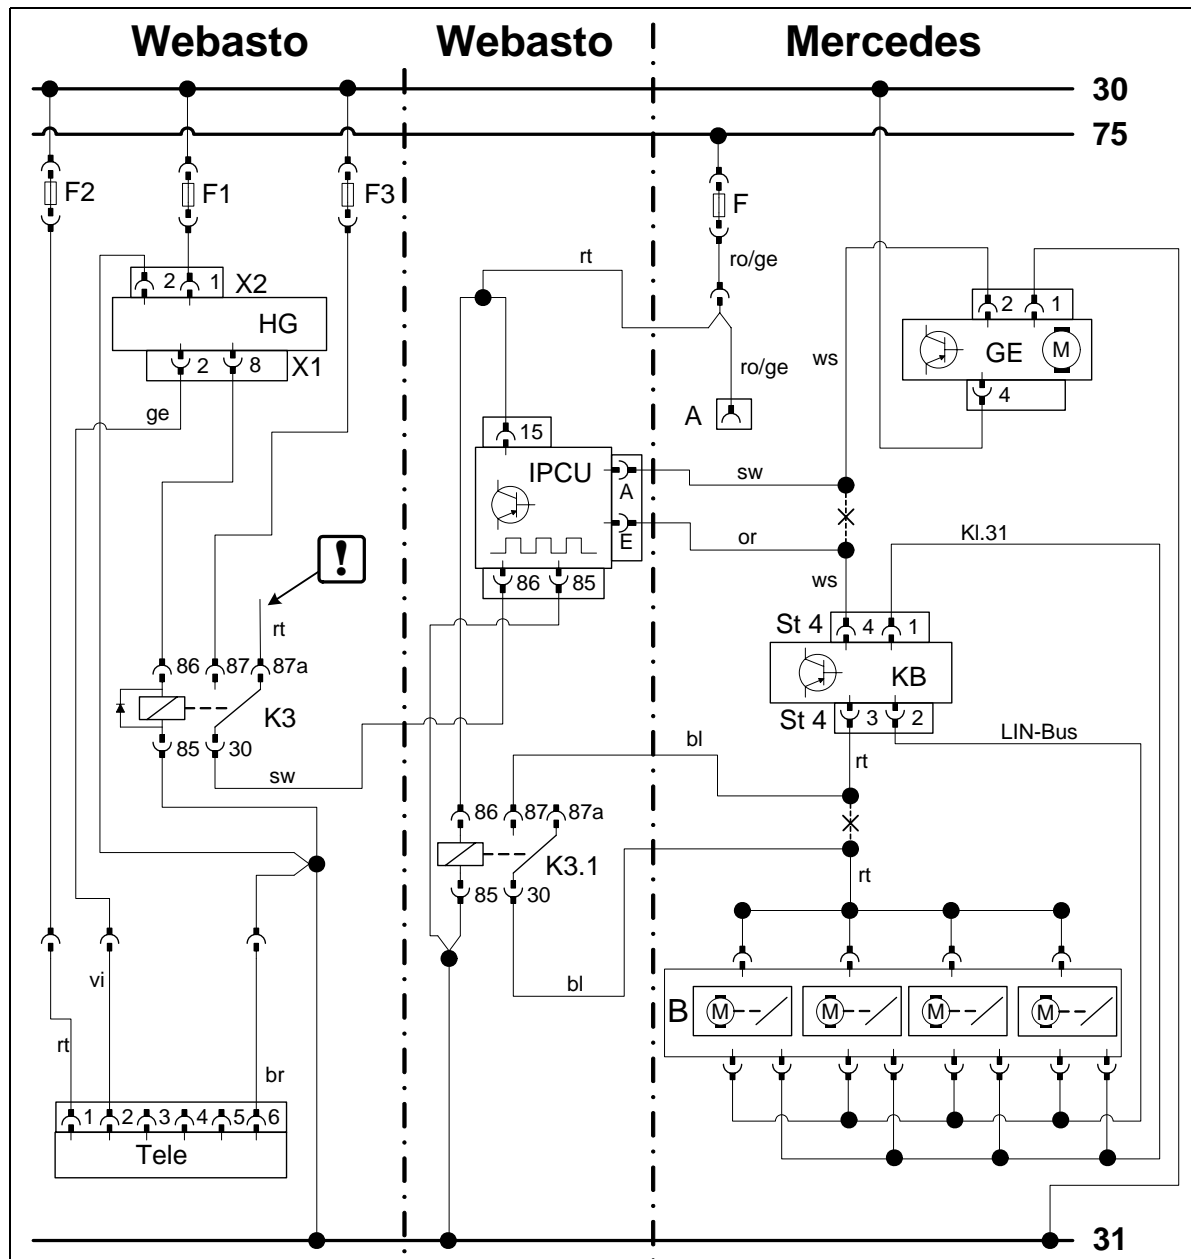 Webasto Webasto Mercedes
30
75
F2 F1 F3 F
ro/ge
rt
2 1 X2
2 1
HG
GE M
ws
2 8 X1
ro/ge
4
ge
A
15
IPCU
A
sw
E
or
Kl.31
!
86 85
ws
rt
St 4 4 1
86 87 87a
KB
K3
St 4 3 2
85 30
LIN-Bus
bl
rt
sw
86 87 87a
K3.1
rt
85 30
vi
bl
B M M M M
rt
br
1 2 3 4 5 6
Tele
31